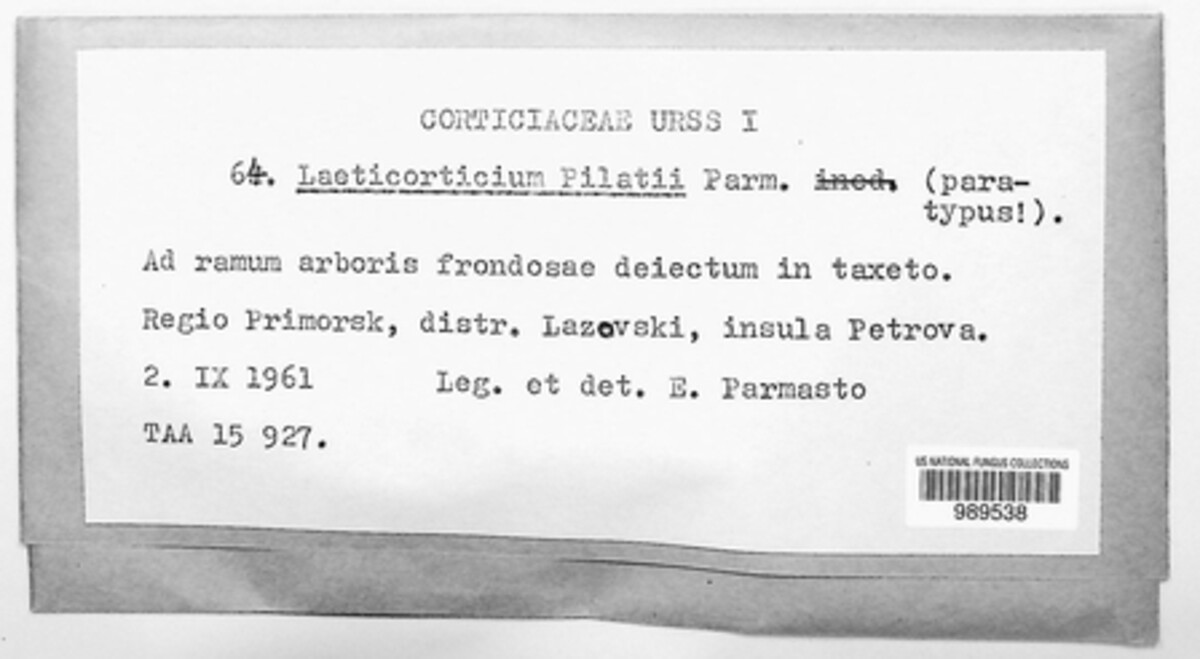 CORTICIACEAE URSS I
64. Laeticorticium Pilatii Parm. ined. (para-
typus!).
Ad ramum arboris frondosae deiectum in taxeto.
Regio Primorsk, distr. Lazovski, insula Petrova.
2. IX 1961 Leg. et det. E. Parmasto
TAA 15 927.
US NATIONAL FUNGUS COLLECTIONS
989538